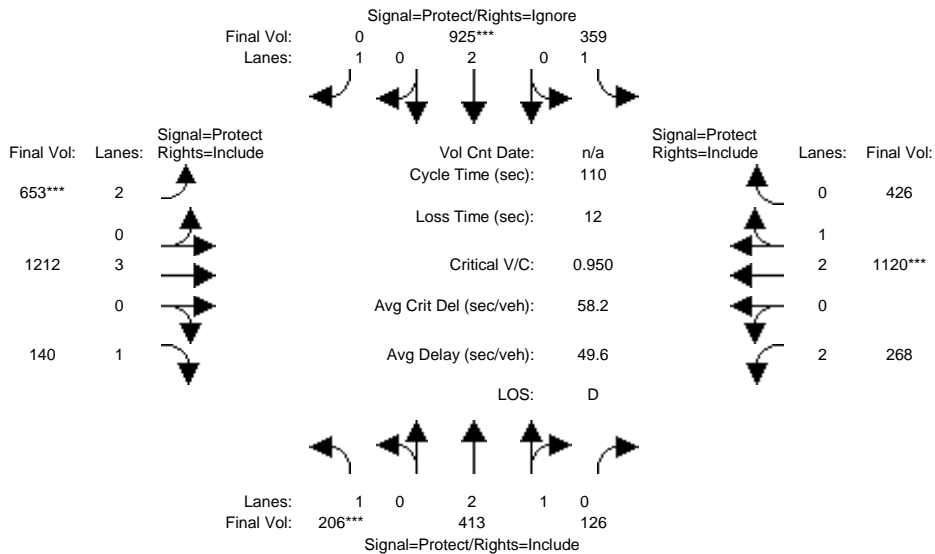 Signal=Protect/Rights=Ignore
Final Vol: 0 925*** 359
Lanes: 1 0 2 0 1
Signal=Protect
Final Vol: Lanes: Rights=Include
Vol Cnt Date: n/a
Signal=Protect
Rights=Include Lanes: Final Vol:
Cycle Time (sec): 110
653*** 2
0 426
Loss Time (sec): 12
0
1
1212 3
Critical V/C: 0.950
2 1120***
0
Avg Crit Del (sec/veh): 58.2
0
140 1
Avg Delay (sec/veh): 49.6
2 268
LOS: D
Lanes: 1 0 2 1 0
Final Vol: 206*** 413 126
Signal=Protect/Rights=Include